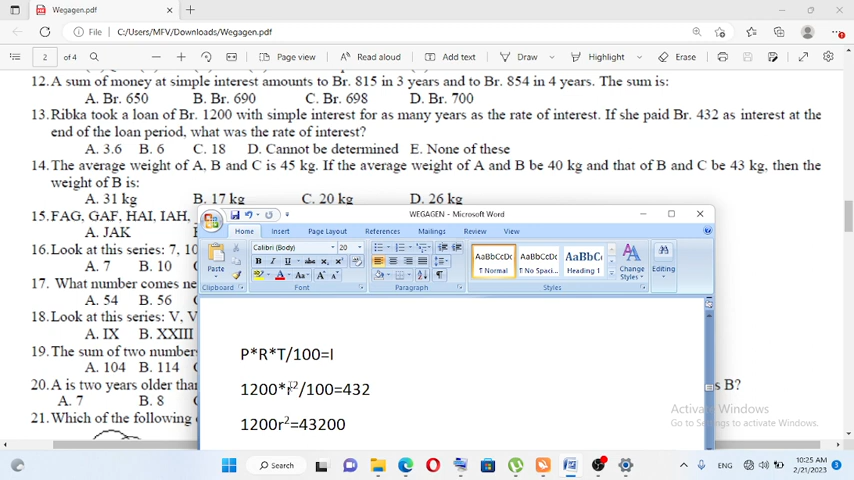 Wegagen.pdf
File
C:/Users/MFV/Downloads/Wegagen.pdf
2 of 4
Page view
Read aloud
Add text
Draw
Highlight
Erase
12. A sum of money at simple interest amounts to Br. 815 in 3 years and to Br. 854 in 4 years. The sum is:
A. Br. 650 B. Br. 690 C. Br. 698 D. Br. 700
13. Ribka took a loan of Br. 1200 with simple interest for as many years as the rate of interest. If she paid Br. 432 as interest at the
end of the loan period, what was the rate of interest?
A. 3.6 B. 6 C. 18 D. Cannot be determined E. None of these
14. The average weight of A, B and C is 45 kg. If the average weight of A and B be 40 kg and that of B and C be 43 kg, then the
weight of B is:
A. 31 kg B. 17 kg C. 20 kg D. 26 kg
15. FAG, GAF, HAI, IAH,
A. JAK
16. Look at this series: 7, 10
A. 7 B. 10
17. What number comes ne
A. 54 B. 56
18. Look at this series: V, V
A. IX B. XXIII
19. The sum of two number
A. 104 B. 114
20. A is two years older than
s B?
A. 7 B. 8
21. Which of the following
WEGAGEN - Microsoft Word
Home Insert Page Layout References Mailings Review View
Paste
Clipboard
Calibri (Body) 20
Font
Paragraph
AaBbCcDc AaBbCcDc AaBbC
¶ Normal ¶ No Spaci... Heading 1
Styles
Change Styles
Editing
P*R*T/100=I
1200*r²/100=432
1200r²=43200
Activate Windows
Go to Settings to activate Windows.
Search
ENG
10:25 AM
2/21/2023
3